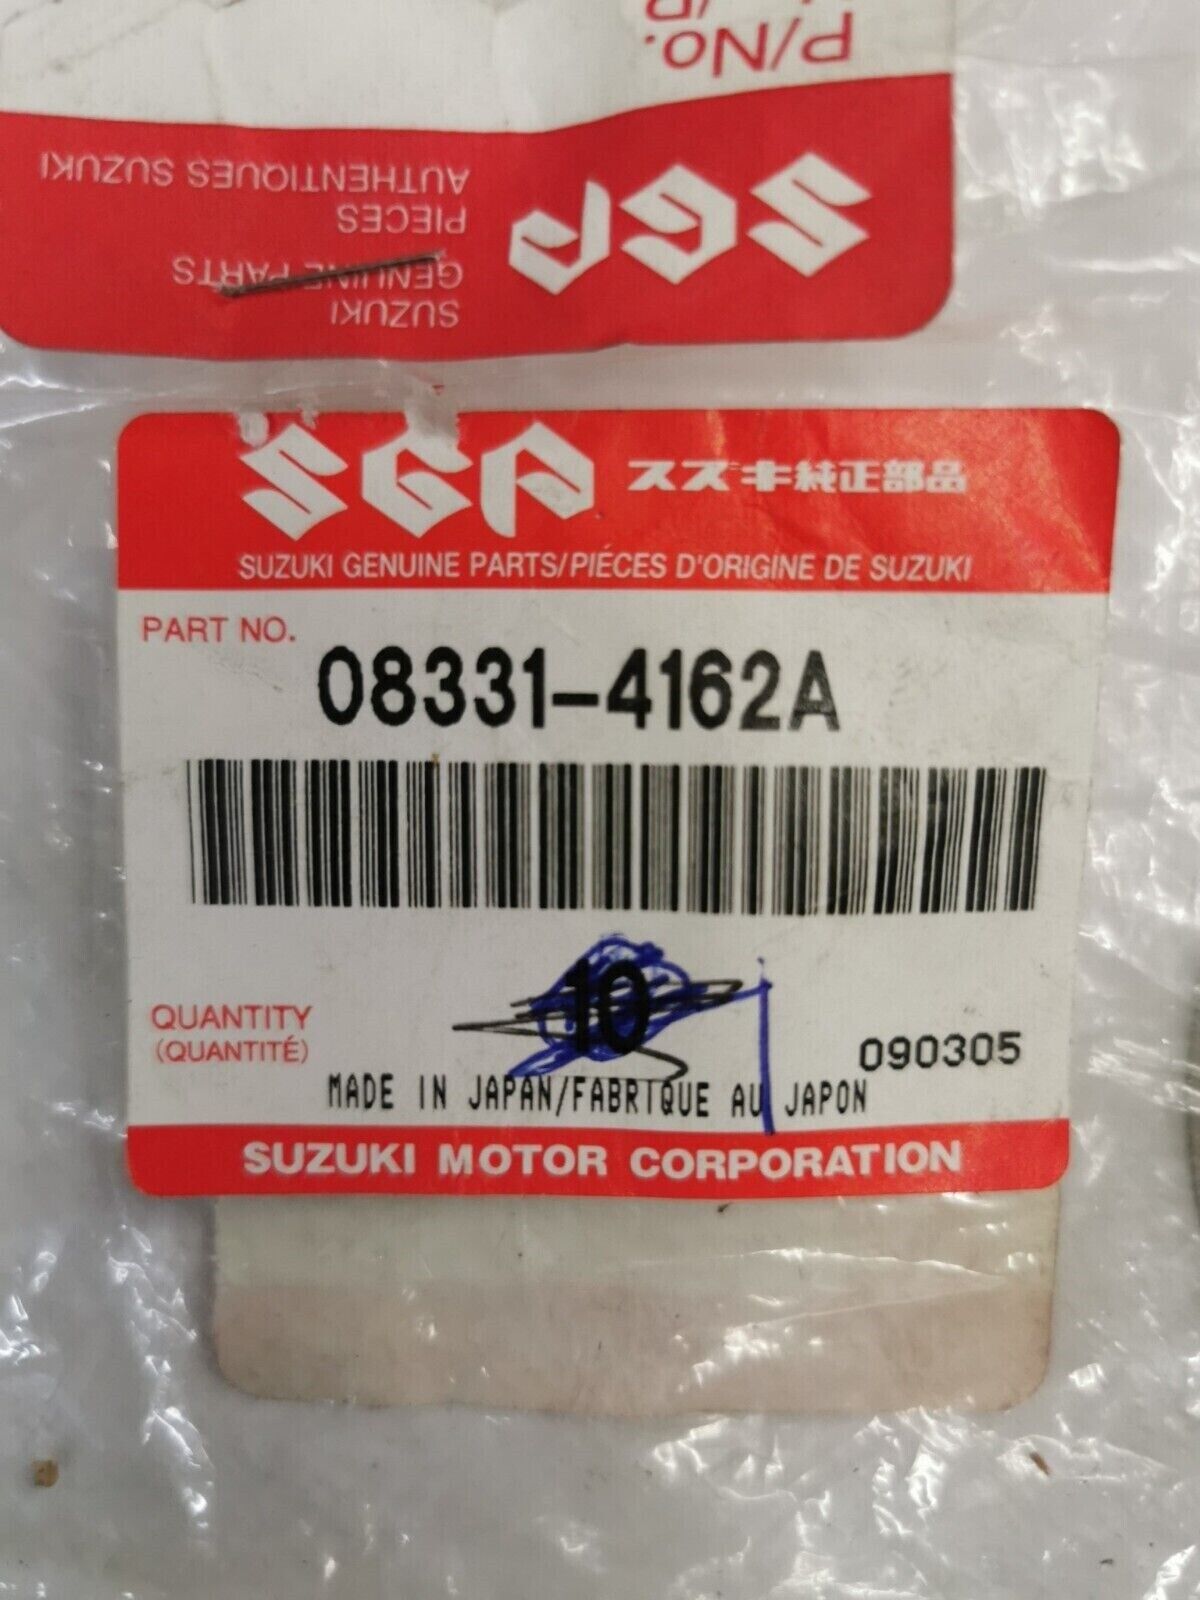 P/No.
SUZUKI
GENUINE PARTS
PIECES
AUTHENTIQUES SUZUKI
SGP
SGP スズキ純正部品
SUZUKI GENUINE PARTS/PIÉCES D'ORIGINE DE SUZUKI
PART NO. 08331-4162A
QUANTITY 10 1
(QUANTITÉ) 090305
MADE IN JAPAN/FABRIQUE AU JAPON
SUZUKI MOTOR CORPORATION